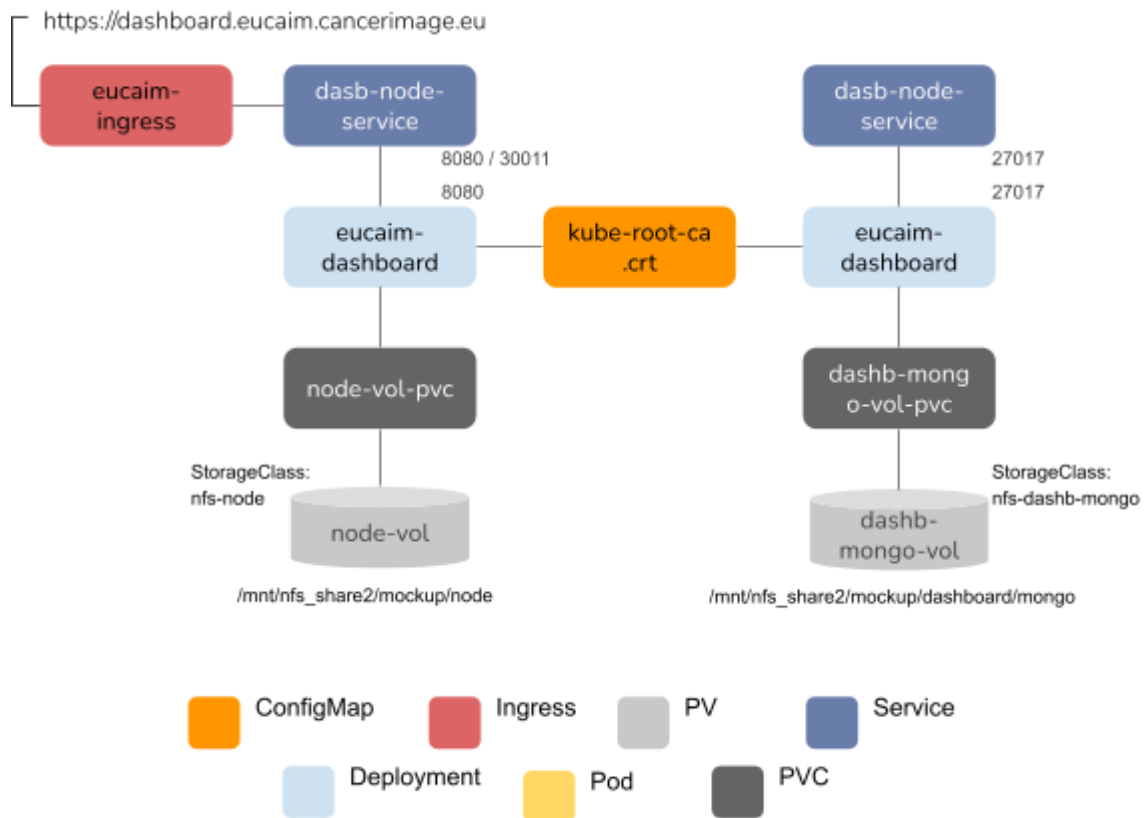 https://dashboard.eucaim.cancerimage.eu
eucaim-
ingress
dasb-node-
service
dasb-node-
service
8080 / 30011
8080
27017
27017
eucaim-
dashboard
kube-root-ca
.crt
eucaim-
dashboard
node-vol-pvc
dashb-mong
o-vol-pvc
StorageClass:
nfs-node
StorageClass:
nfs-dashb-mongo
node-vol
dashb-
mongo-vol
/mnt/nfs_share2/mockup/node
/mnt/nfs_share2/mockup/dashboard/mongo
ConfigMap
Ingress
PV
Service
Deployment
Pod
PVC